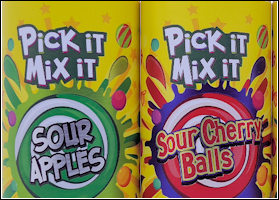 PICK iT
MiX iT
SOUR
APPLES
PICK iT
MiX iT
Sour Cherry
Balls